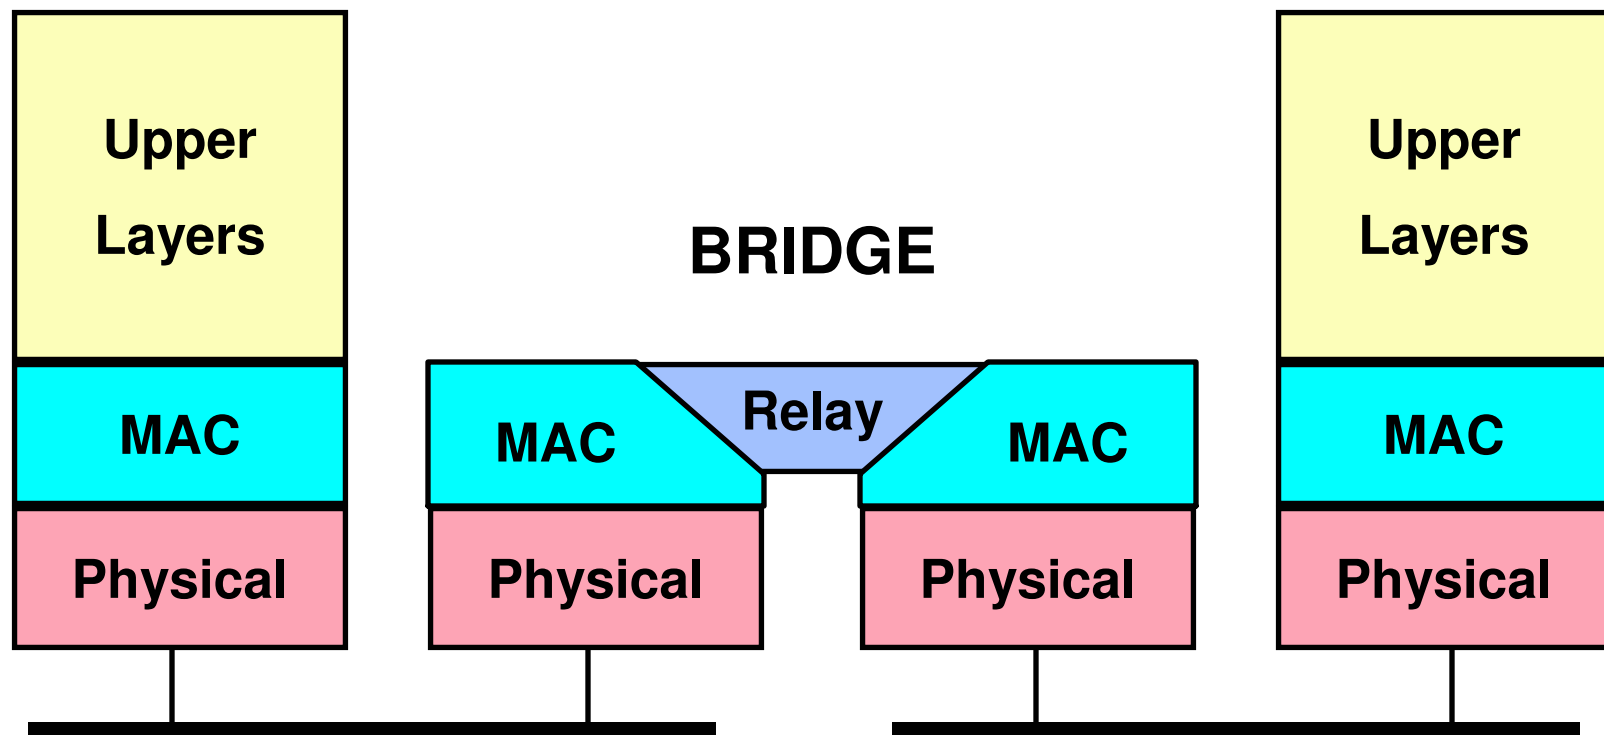 Upper
Layers
MAC
Physical
BRIDGE
MAC
Relay
MAC
Physical
Physical
Upper
Layers
MAC
Physical